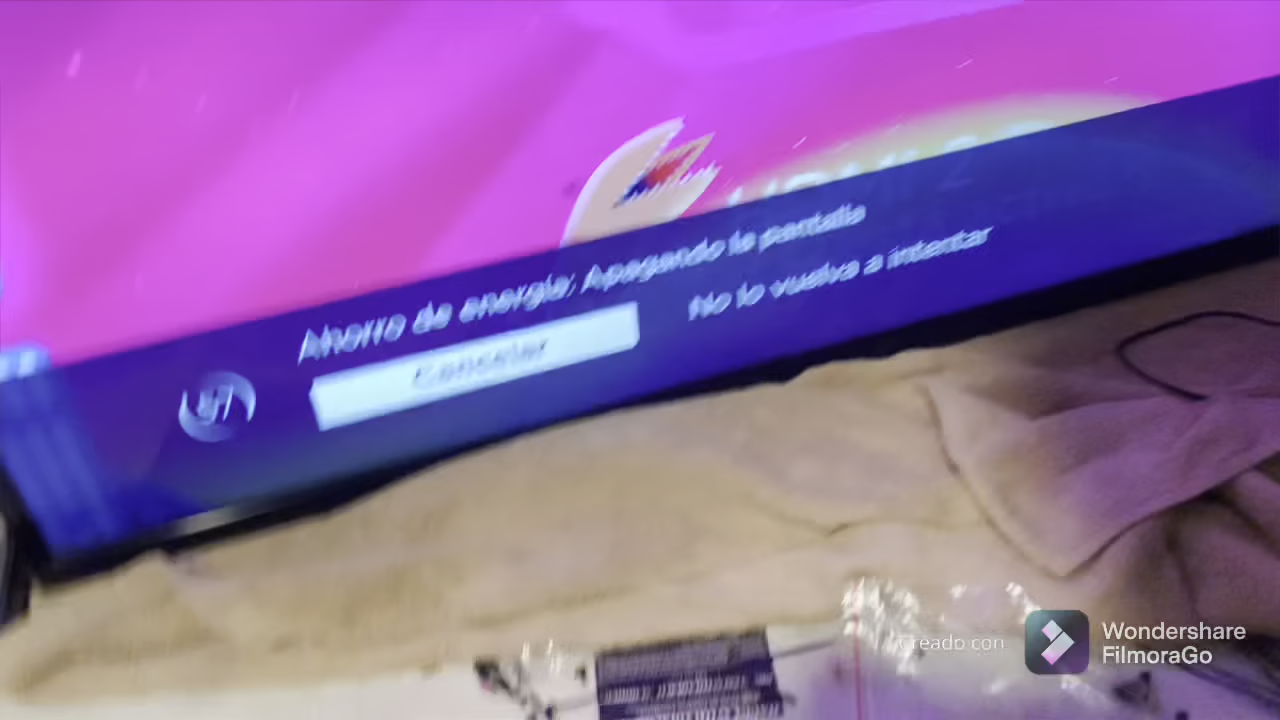 Ahorro de energía: Apagando la pantalla
Cancelar
No lo vuelva a intentar
Creado con
Wondershare
FilmoraGo